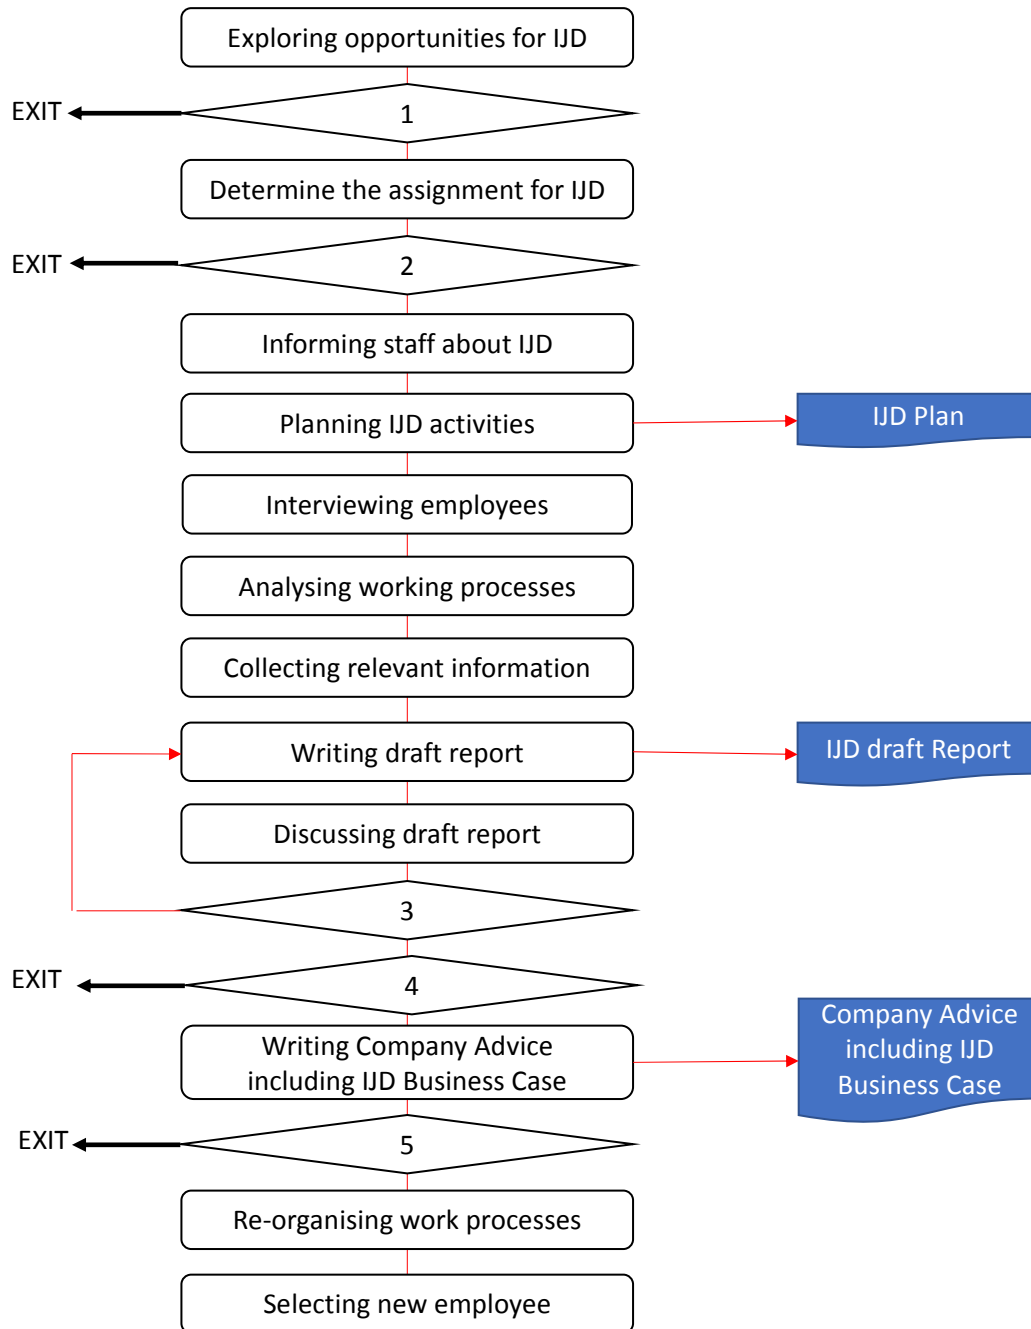 Exploring opportunities for IJD
EXIT
1
Determine the assignment for IJD
EXIT
2
Informing staff about IJD
Planning IJD activities
IJD Plan
Interviewing employees
Analysing working processes
Collecting relevant information
Writing draft report
IJD draft Report
Discussing draft report
3
EXIT
4
Writing Company Advice
including IJD Business Case
Company Advice
including IJD
Business Case
EXIT
5
Re-organising work processes
Selecting new employee